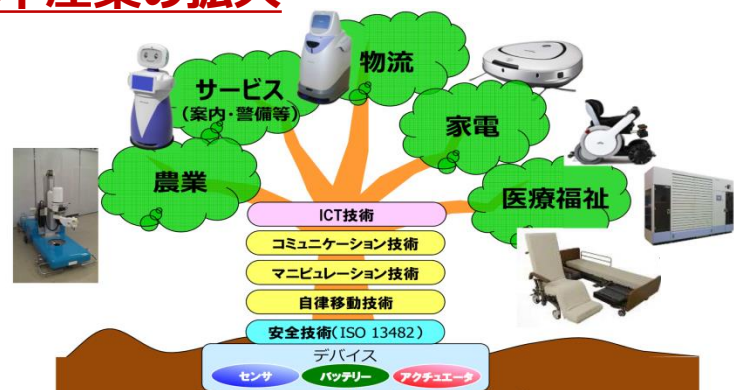 産業の拡大
物流
サービス
(案内・警備等)
家電
農業
医療福祉
ICT技術
コミュニケーション技術
マニピュレーション技術
自律移動技術
安全技術(ISO 13482)
デバイス
センサ
バッテリー
アクチュエータ